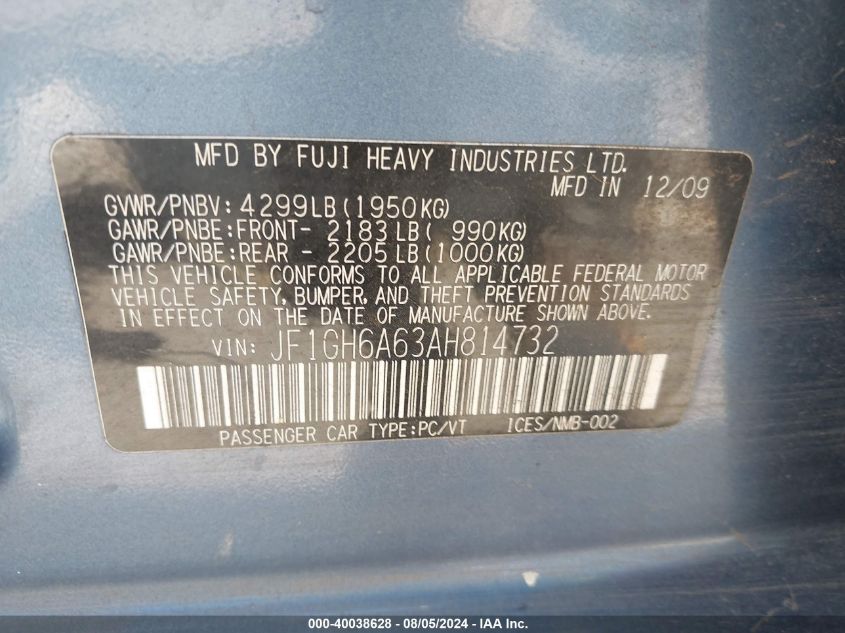 MFD BY FUJI HEAVY INDUSTRIES LTD.
MFD IN 12/09
GVWR/PNBV: 4299LB(1950KG)
GAWR/PNBE:FRONT- 2183LB( 990KG)
GAWR/PNBE:REAR - 2205LB(1000KG)
THIS VEHICLE CONFORMS TO ALL APPLICABLE FEDERAL MOTOR
VEHICLE SAFETY, BUMPER, AND THEFT PREVENTION STANDARDS
IN EFFECT ON THE DATE OF MANUFACTURE SHOWN ABOVE.
VIN: JF1GH6A63AH814732
PASSENGER CAR TYPE:PC/VT ICES/NMB-002
000-40038628 - 08/05/2024 - IAA Inc.